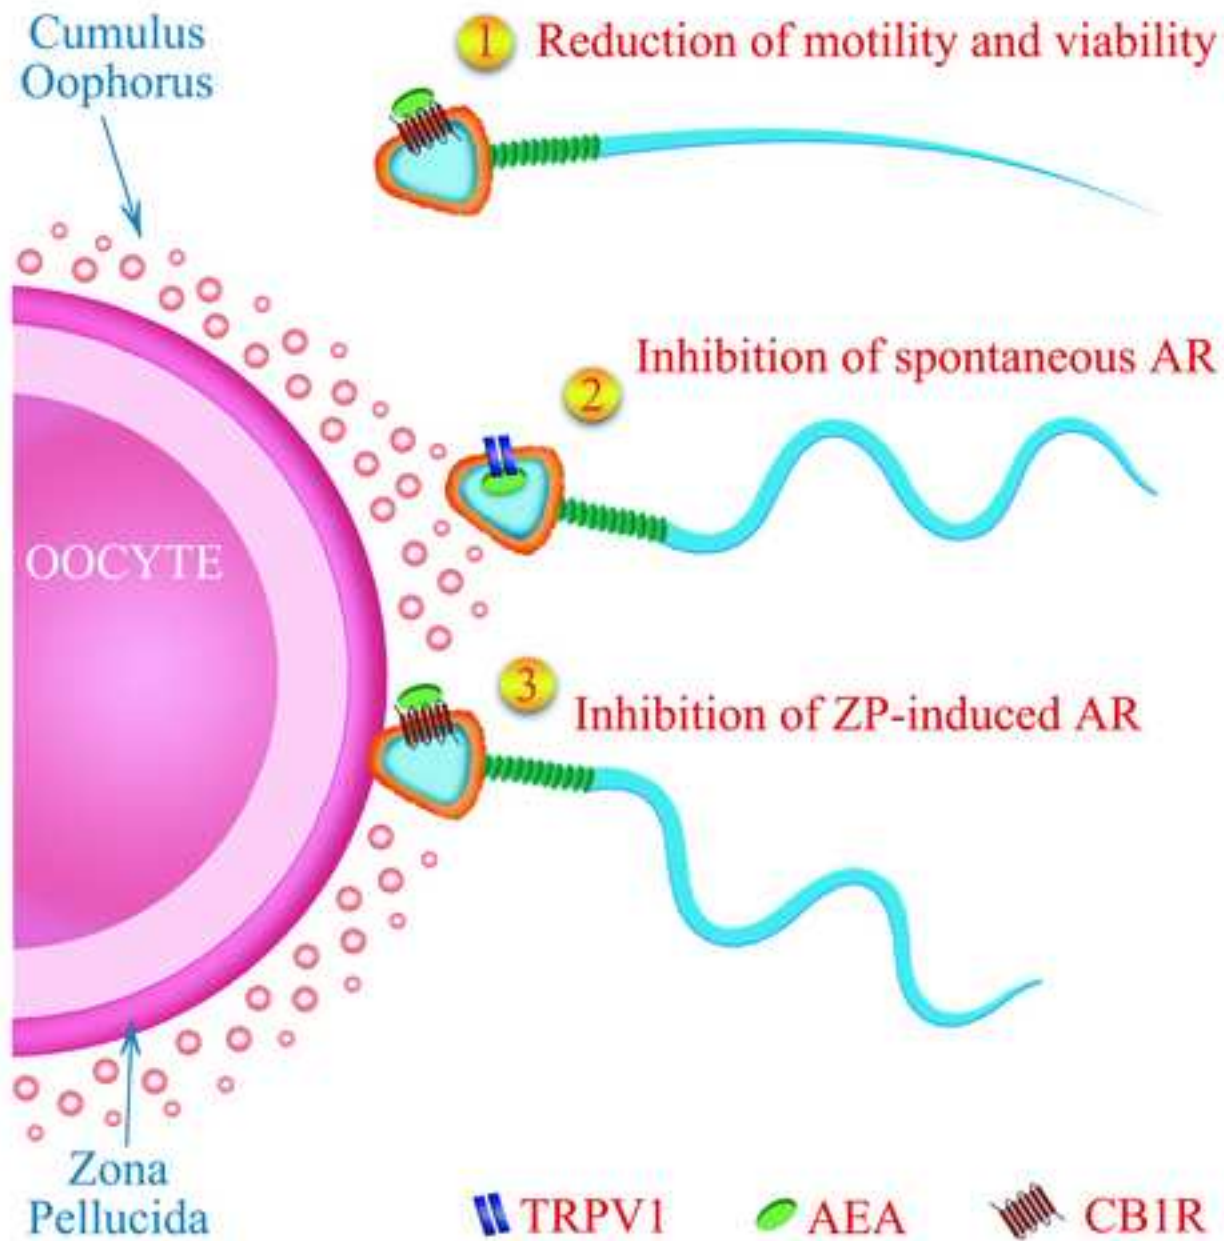 Cumulus
Oophorus
1 Reduction of motility and viability
Inhibition of spontaneous AR
2
OOCYTE
3
Inhibition of ZP-induced AR
Zona
Pellucida
TRPV1 AEA CB1R